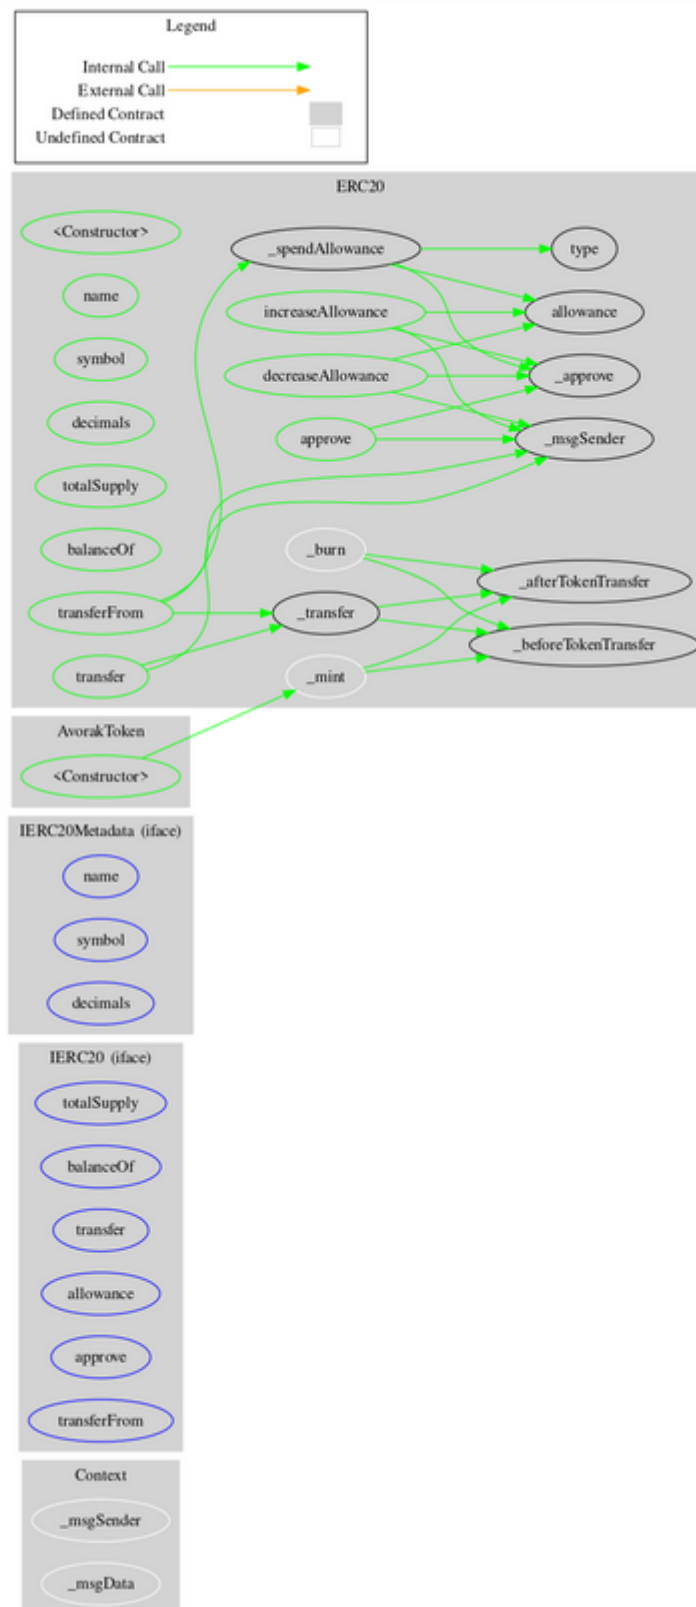 Legend
Internal Call
External Call
Defined Contract
Undefined Contract
ERC20
<Constructor>
name
symbol
decimals
totalSupply
balanceOf
transferFrom
transfer
_spendAllowance
increaseAllowance
decreaseAllowance
approve
_burn
_transfer
_mint
type
allowance
_approve
_msgSender
_afterTokenTransfer
_beforeTokenTransfer
AvorakToken
<Constructor>
IERC20Metadata (iface)
name
symbol
decimals
IERC20 (iface)
totalSupply
balanceOf
transfer
allowance
approve
transferFrom
Context
_msgSender
_msgData